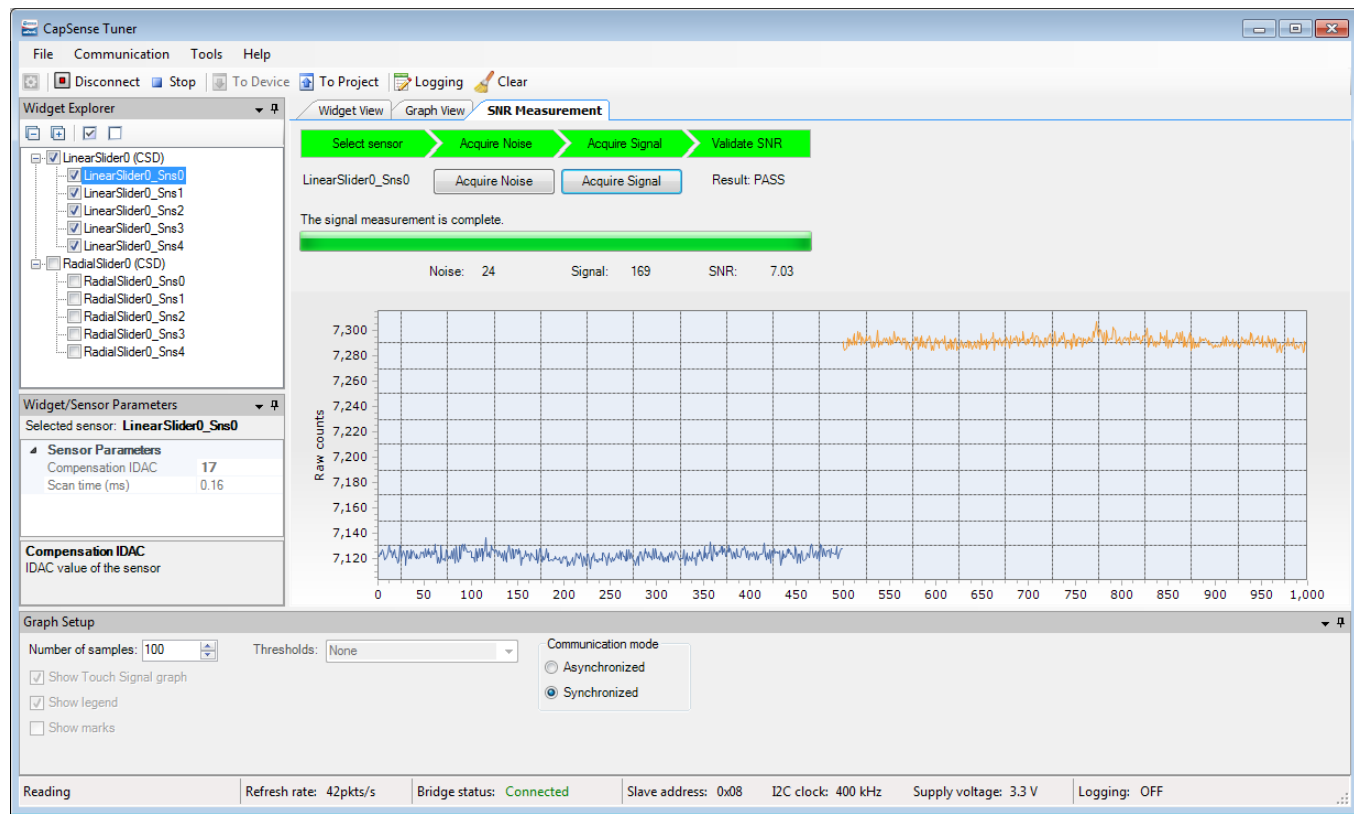 CapSense Tuner
File Communication Tools Help
Disconnect Stop To Device To Project Logging Clear
Widget Explorer
Widget View Graph View SNR Measurement
LinearSlider0 (CSD)
LinearSlider0_Sns0
LinearSlider0_Sns1
LinearSlider0_Sns2
LinearSlider0_Sns3
LinearSlider0_Sns4
RadialSlider0 (CSD)
RadialSlider0_Sns0
RadialSlider0_Sns1
RadialSlider0_Sns2
RadialSlider0_Sns3
RadialSlider0_Sns4
Select sensor Acquire Noise Acquire Signal Validate SNR
LinearSlider0_Sns0 Acquire Noise Acquire Signal Result: PASS
The signal measurement is complete.
Noise: 24 Signal: 169 SNR: 7.03
Raw counts
7,300
7,280
7,260
7,240
7,220
7,200
7,180
7,160
7,140
7,120
0 50 100 150 200 250 300 350 400 450 500 550 600 650 700 750 800 850 900 950 1,000
Widget/Sensor Parameters
Selected sensor: LinearSlider0_Sns0
Sensor Parameters
Compensation IDAC 17
Scan time (ms) 0.16
Compensation IDAC
IDAC value of the sensor
Graph Setup
Number of samples: 100 Thresholds: None Communication mode
Asynchronized
Show Touch Signal graph
Synchronized
Show legend
Show marks
Reading Refresh rate: 42pkts/s Bridge status: Connected Slave address: 0x08 I2C clock: 400 kHz Supply voltage: 3.3 V Logging: OFF